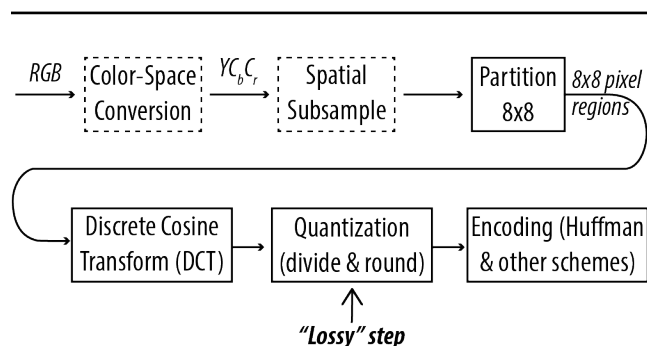 RGB
Color-Space
Conversion
YCbCr
Spatial
Subsample
Partition
8x8
8x8 pixel
regions
Discrete Cosine
Transform (DCT)
Quantization
(divide & round)
Encoding (Huffman
& other schemes)
“Lossy” step